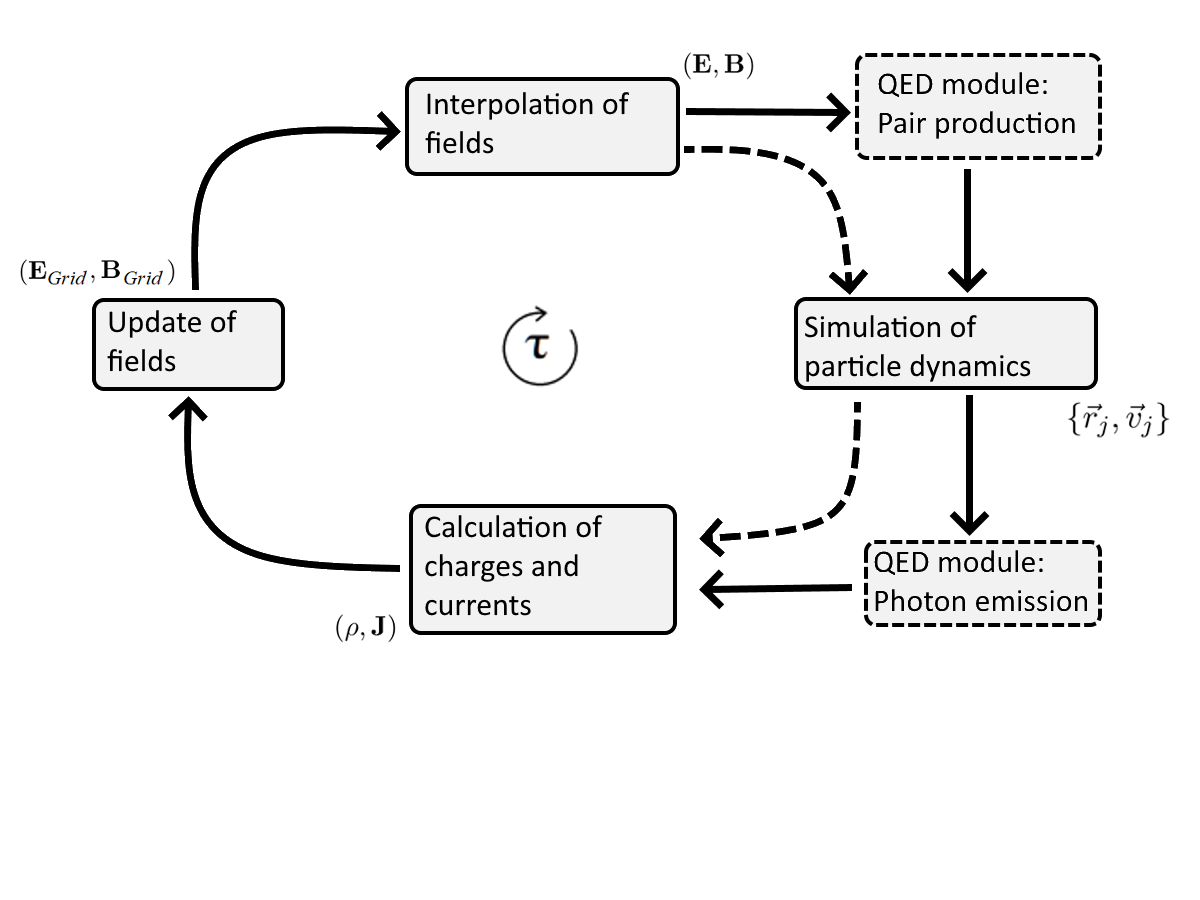 (E, B)
QED module:
Pair production
Interpolation of
fields
(E_Grid, B_Grid)
Update of
fields
τ
Simulation of
particle dynamics
{r⃗_j, v⃗_j}
Calculation of
charges and
currents
(ρ, J)
QED module:
Photon emission